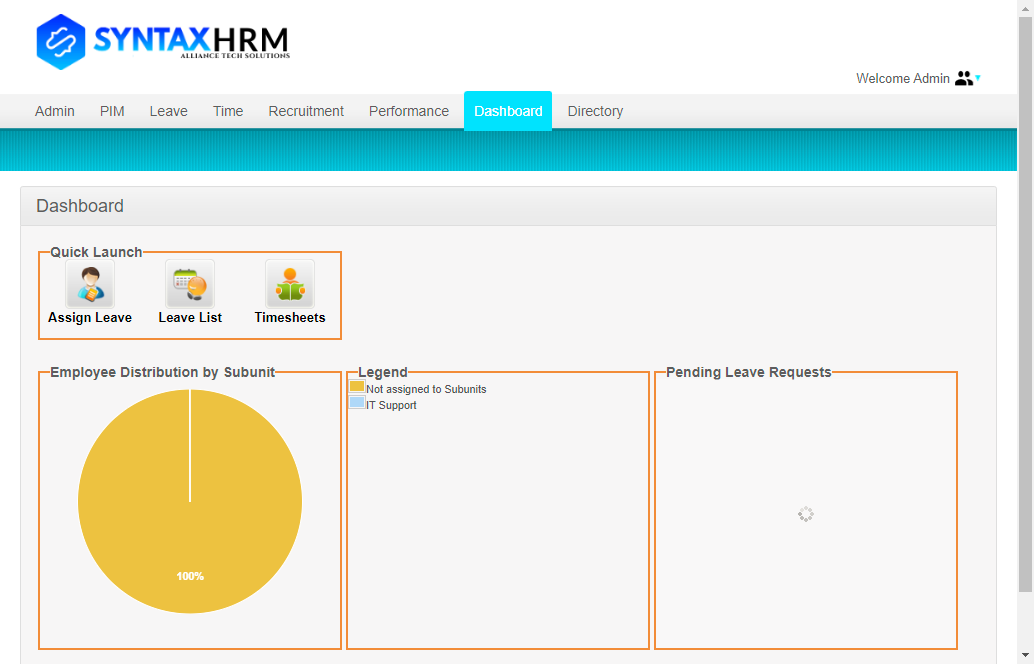 SYNTAXHRM
ALLIANCE TECH SOLUTIONS
Welcome Admin
Admin PIM Leave Time Recruitment Performance Dashboard Directory
Dashboard
Quick Launch
Assign Leave Leave List Timesheets
Employee Distribution by Subunit
100%
Legend
Not assigned to Subunits
IT Support
Pending Leave Requests